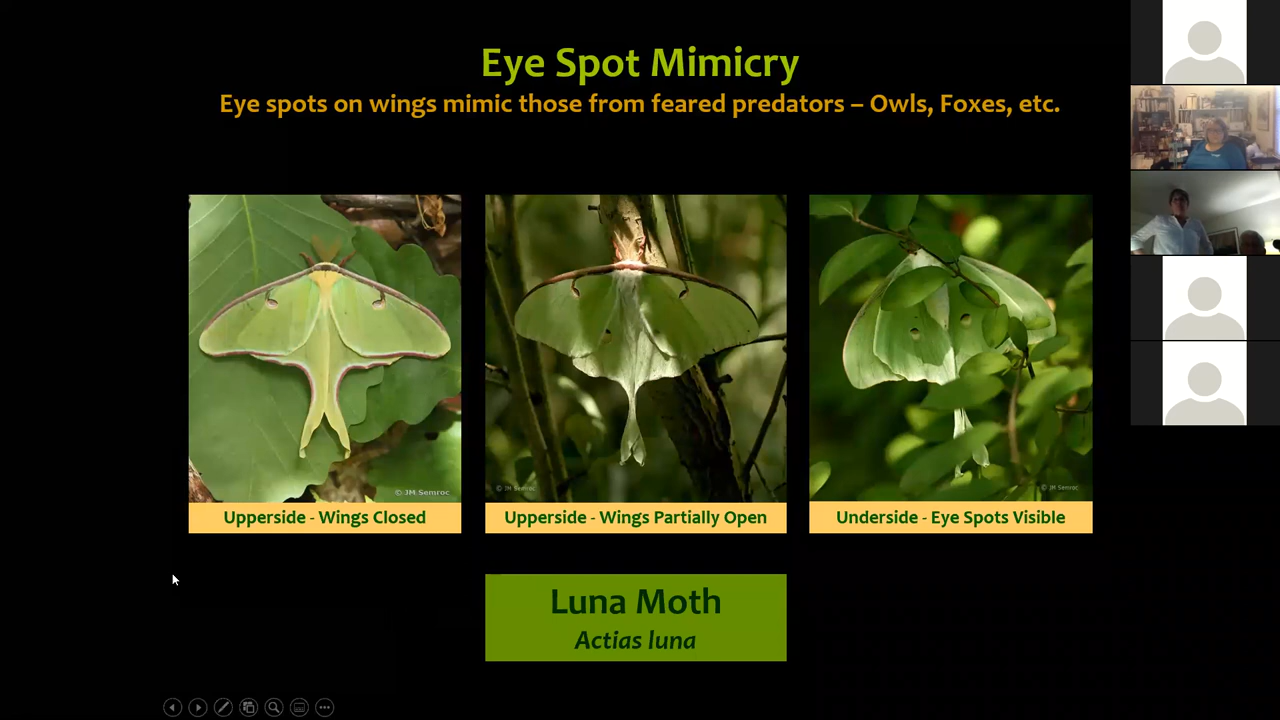 Eye Spot Mimicry
Eye spots on wings mimic those from feared predators – Owls, Foxes, etc.
© JM Semroc
© JM Semroc
© JM Semroc
Upperside - Wings Closed
Upperside - Wings Partially Open
Underside - Eye Spots Visible
Luna Moth
Actias luna